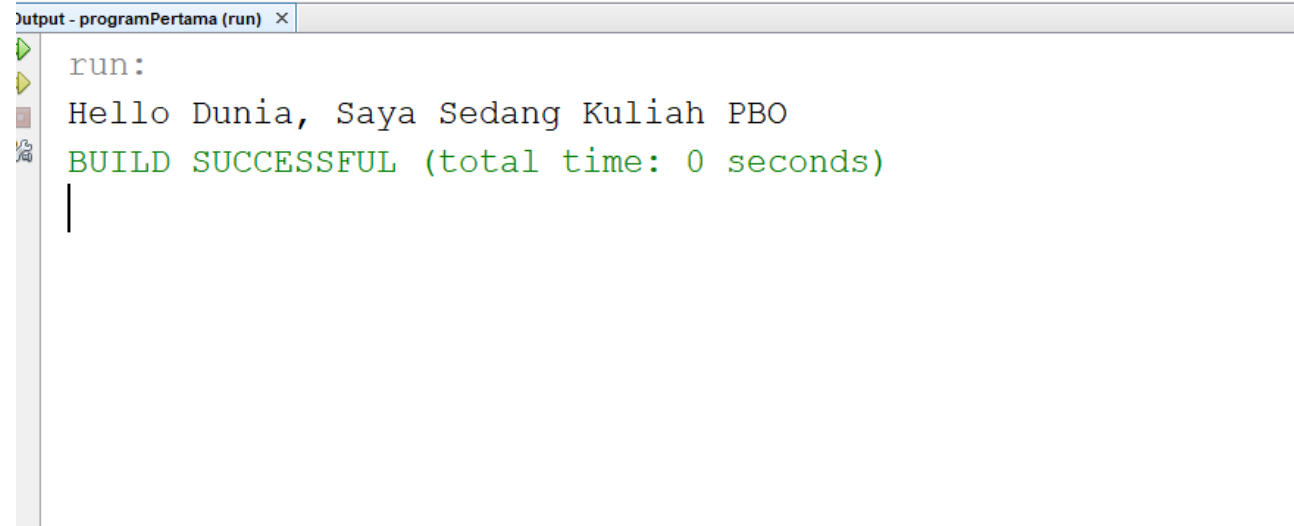 Output - programPertama (run)
run:
Hello Dunia, Saya Sedang Kuliah PBO
BUILD SUCCESSFUL (total time: 0 seconds)